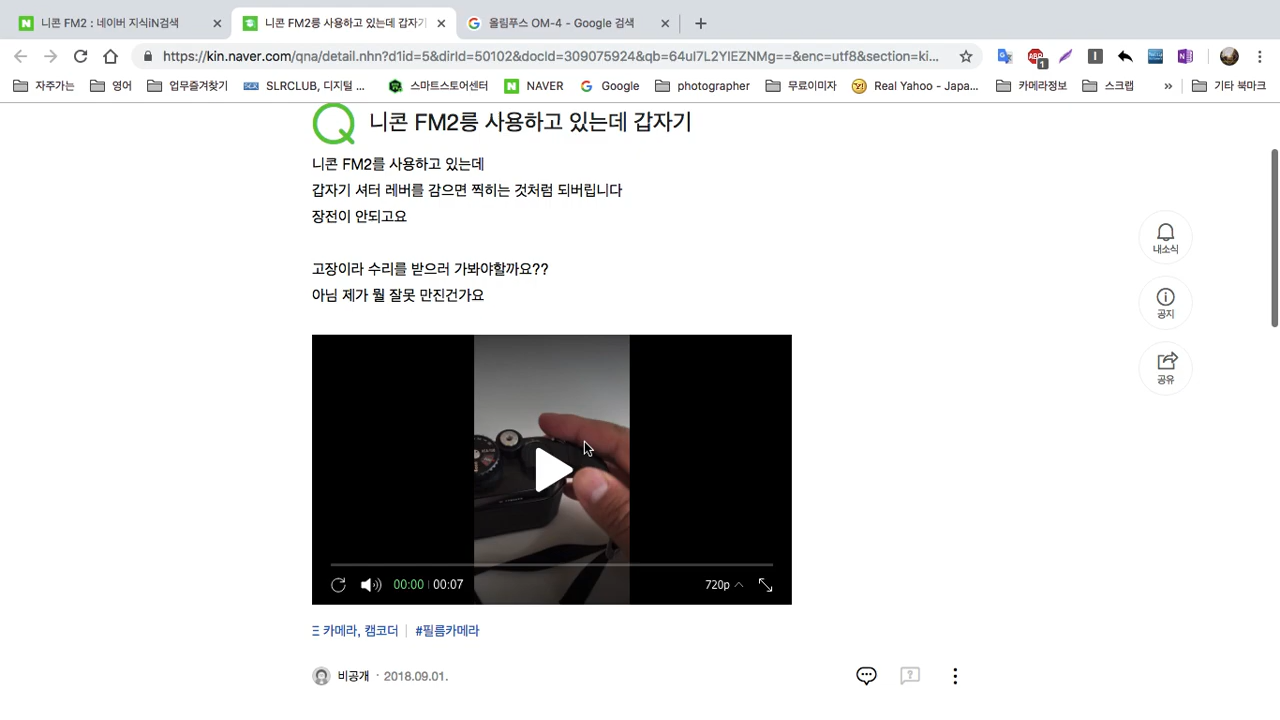 니콘 FM2 : 네이버 지식iN검색
니콘 FM2릉 사용하고 있는데 갑자기
올림푸스 OM-4 - Google 검색
https://kin.naver.com/qna/detail.nhn?d1id=5&dirId=50102&docId=309075924&qb=64uI7L2YIEZNMg==&enc=utf8&section=ki...
자주가는
영어
업무즐겨찾기
SLRCLUB, 디지털 ...
스마트스토어센터
NAVER
Google
photographer
무료이미자
Real Yahoo - Japa...
카메라정보
스크랩
»
기타 북마크
니콘 FM2릉 사용하고 있는데 갑자기
니콘 FM2를 사용하고 있는데
갑자기 셔터 레버를 감으면 찍히는 것처럼 되버립니다
장전이 안되고요
고장이라 수리를 받으러 가봐야할까요??
아님 제가 뭘 잘못 만진건가요
00:00 | 00:07
720p
카메라, 캠코더 | #필름카메라
비공개 · 2018.09.01.
내소식
공지
공유
ABP
1